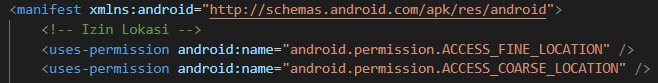 <manifest xmlns:android="http://schemas.android.com/apk/res/android">
<!-- Izin Lokasi -->
<uses-permission android:name="android.permission.ACCESS_FINE_LOCATION" />
<uses-permission android:name="android.permission.ACCESS_COARSE_LOCATION" />